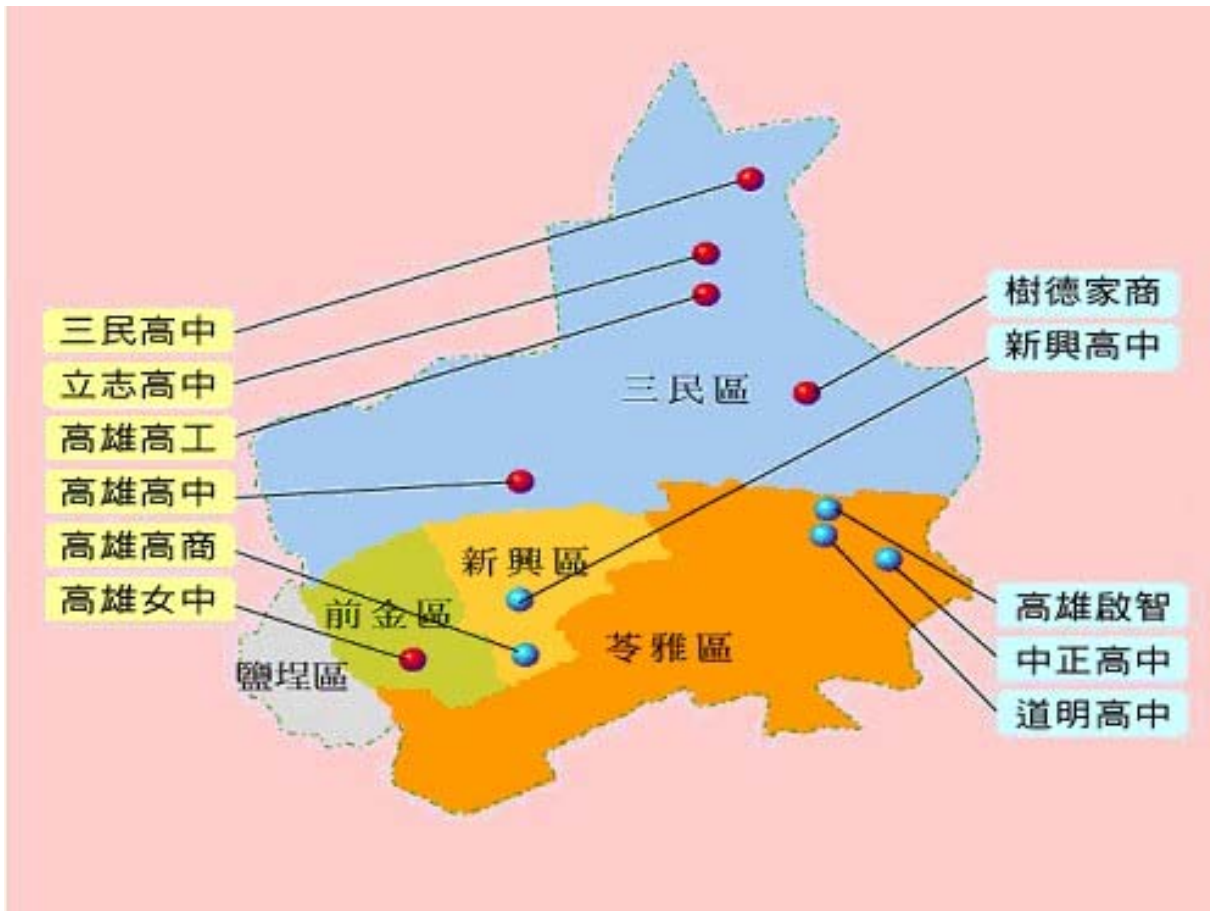 三民高中
立志高中
高雄高工
高雄高中
高雄高商
高雄女中
三民區
新興區
前金區
苓雅區
鹽埕區
樹德家商
新興高中
高雄啟智
中正高中
道明高中